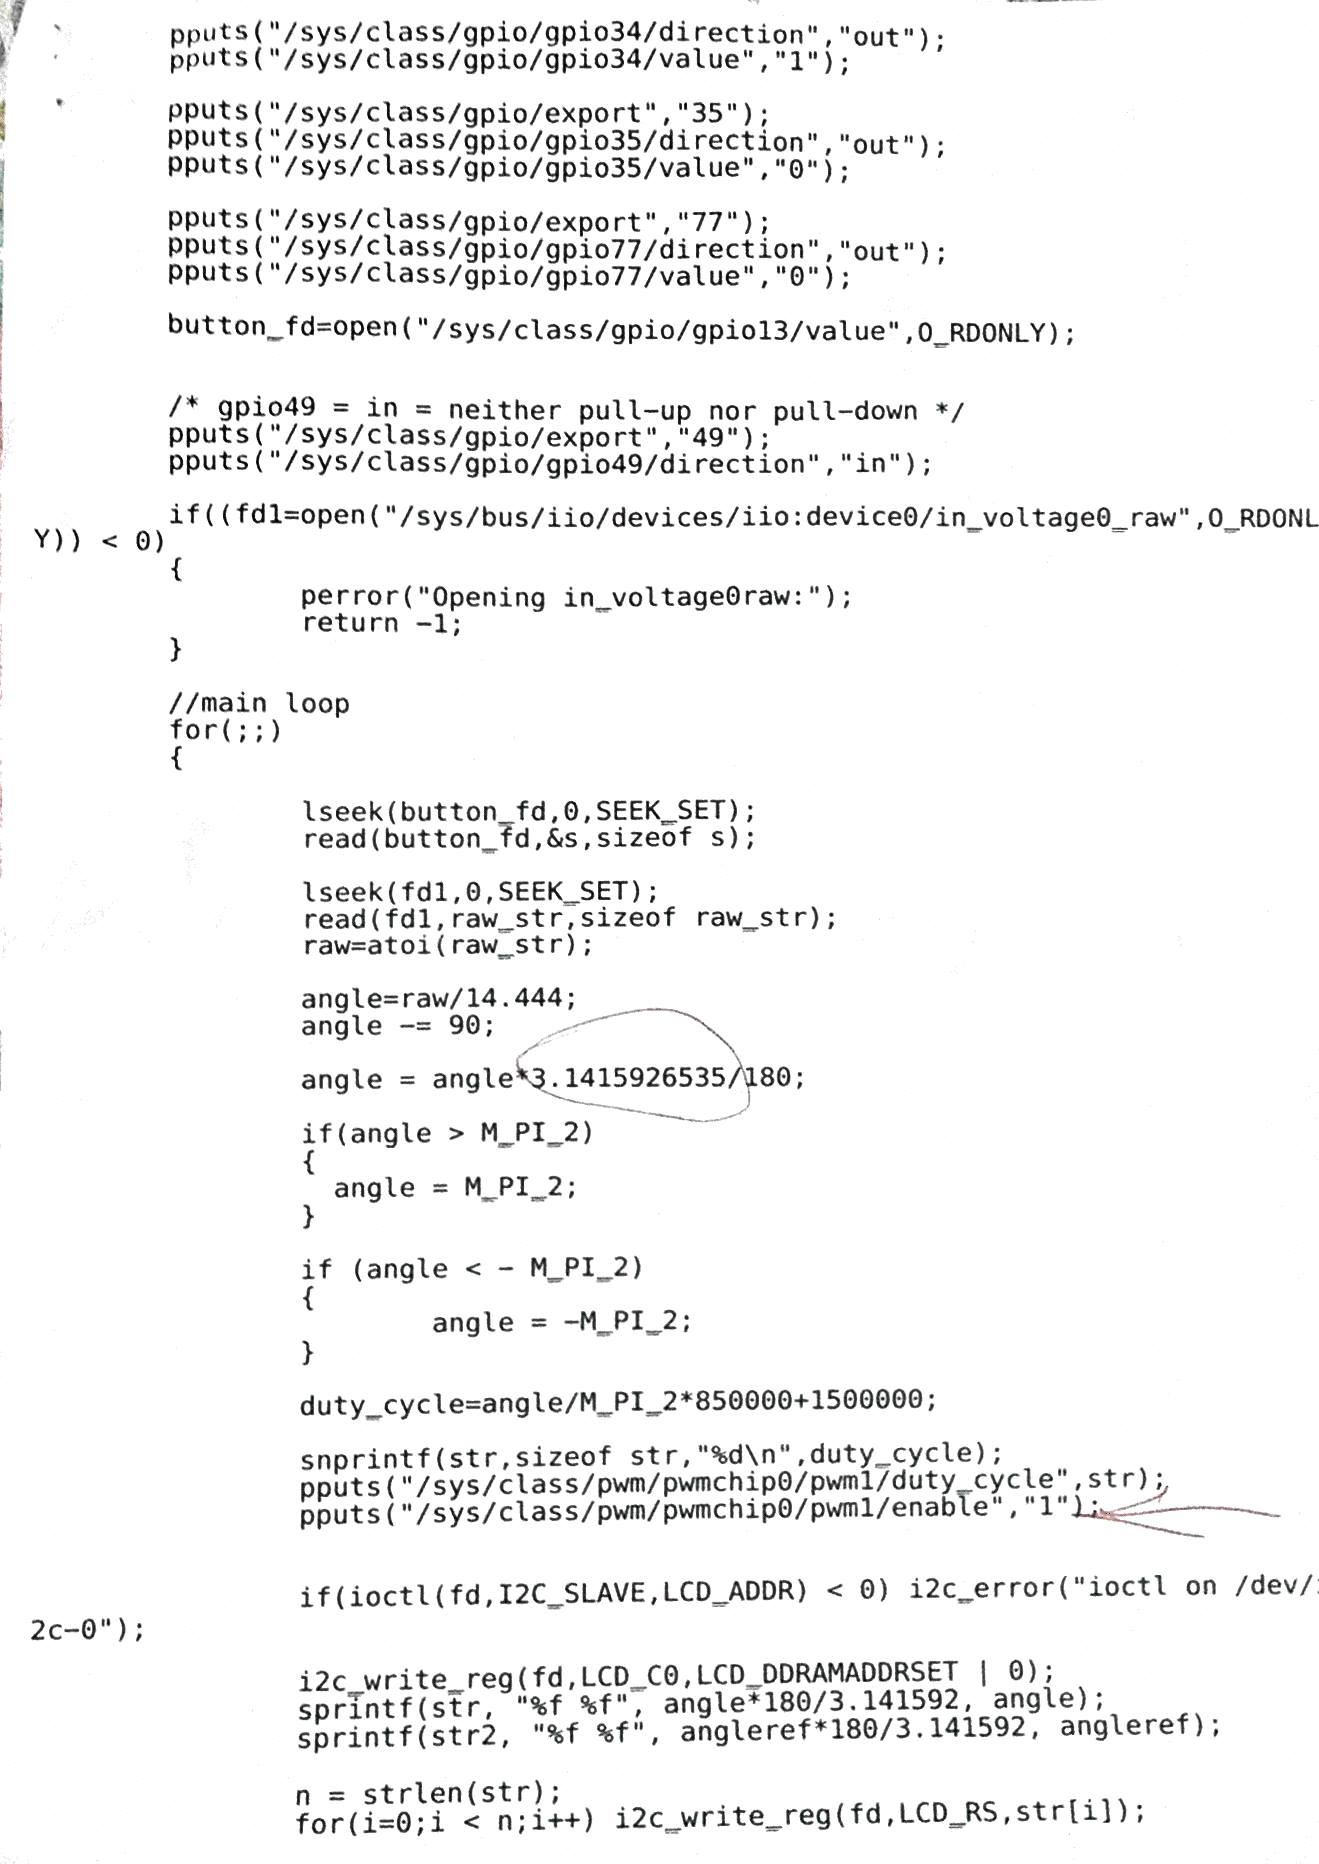 pputs("/sys/class/gpio/gpio34/direction","out");
pputs("/sys/class/gpio/gpio34/value","1");
pputs("/sys/class/gpio/export","35");
pputs("/sys/class/gpio/gpio35/direction","out");
pputs("/sys/class/gpio/gpio35/value","0");
pputs("/sys/class/gpio/export","77");
pputs("/sys/class/gpio/gpio77/direction","out");
pputs("/sys/class/gpio/gpio77/value","0");
button_fd=open("/sys/class/gpio/gpio13/value",O_RDONLY);
/* gpio49 = in = neither pull-up nor pull-down */
pputs("/sys/class/gpio/export","49");
pputs("/sys/class/gpio/gpio49/direction","in");
if((fd1=open("/sys/bus/iio/devices/iio:device0/in_voltage0_raw",O_RDONL
Y)) < 0)
{
perror("Opening in_voltage0raw:");
return -1;
}
//main loop
for(;;)
{
lseek(button_fd,0,SEEK_SET);
read(button_fd,&s,sizeof s);
lseek(fd1,0,SEEK_SET);
read(fd1,raw_str,sizeof raw_str);
raw=atoi(raw_str);
angle=raw/14.444;
angle -= 90;
angle = angle*3.1415926535/180;
if(angle > M_PI_2)
{
angle = M_PI_2;
}
if (angle < - M_PI_2)
{
angle = -M_PI_2;
}
duty_cycle=angle/M_PI_2*850000+1500000;
snprintf(str,sizeof str,"%d\n",duty_cycle);
pputs("/sys/class/pwm/pwmchip0/pwm1/duty_cycle",str);
pputs("/sys/class/pwm/pwmchip0/pwm1/enable","1");
if(ioctl(fd,I2C_SLAVE,LCD_ADDR) < 0) i2c_error("ioctl on /dev/i
2c-0");
i2c_write_reg(fd,LCD_C0,LCD_DDRAMADDRSET | 0);
sprintf(str, "%f %f", angle*180/3.141592, angle);
sprintf(str2, "%f %f", angleref*180/3.141592, angleref);
n = strlen(str);
for(i=0;i < n;i++) i2c_write_reg(fd,LCD_RS,str[i]);